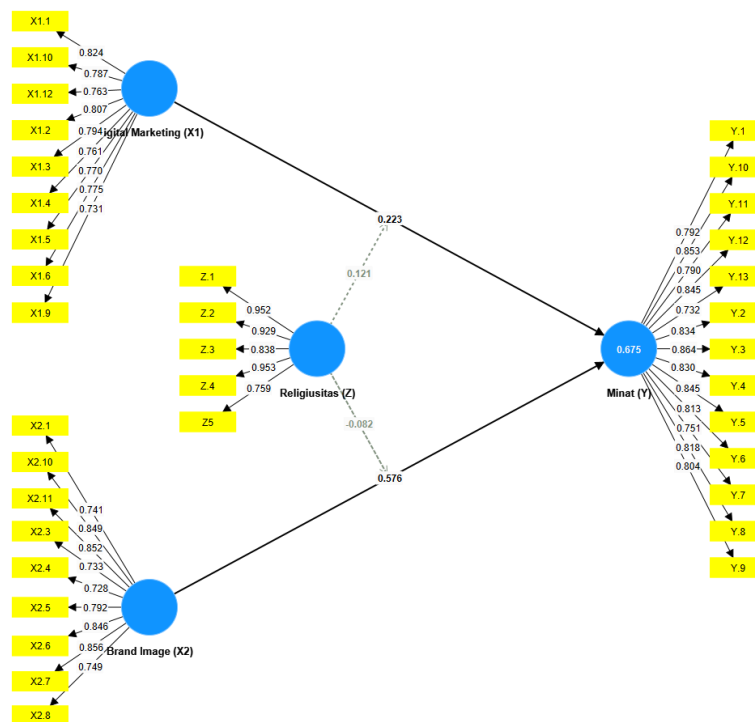 X1.1
X1.10
X1.12
X1.2
X1.3
X1.4
X1.5
X1.6
X1.9
0.824
0.787
0.763
0.807
0.794
0.761
0.770
0.775
0.731
igital Marketing (X1)
0.223
0.121
Z.1
Z.2
Z.3
Z.4
Z5
0.952
0.929
0.838
0.953
0.759
Religiusitas (Z)
-0.082
0.576
X2.1
X2.10
X2.11
X2.3
X2.4
X2.5
X2.6
X2.7
X2.8
0.741
0.849
0.852
0.733
0.728
0.792
0.846
0.856
0.749
Brand Image (X2)
0.675
Minat (Y)
0.792
0.853
0.790
0.845
0.732
0.834
0.864
0.830
0.845
0.813
0.751
0.818
0.804
Y.1
Y.10
Y.11
Y.12
Y.13
Y.2
Y.3
Y.4
Y.5
Y.6
Y.7
Y.8
Y.9